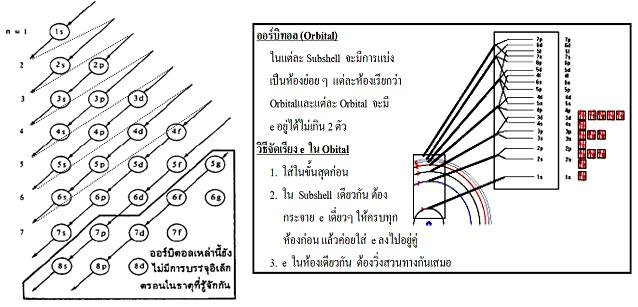 ก n=1 1s
2 2s 2p
3 3s 3p 3d
4 4s 4p 4d 4f
5 5s 5p 5d 5f 5g
6 6s 6p 6d 6f 6g
7 7s 7p 7d 7f
8s 8p 8d
ออร์บิตอลเหล่านี้ยัง
ไม่มีการบรรจุอิเล็ก
ตรอนในธาตุที่รู้จักกัน
ออร์บิทอล (Orbital)
ในแต่ละ Subshell จะมีการแบ่ง
เป็นห้องย่อย ๆ แต่ละห้องเรียกว่า
Orbitalและแต่ละ Orbital จะมี
e อยู่ได้ไม่เกิน 2 ตัว
วิธีจัดเรียง e ใน Obital
1. ใส่ในขั้นสุดก่อน
2. ใน Subshell เดียวกัน ต้อง
กระจาย e เดี่ยวๆ ให้ครบทุก
ห้องก่อน แล้วค่อยใส่ e ลงไปอยู่คู่
3. e ในห้องเดียวกัน ต้องวิ่งสวนทางกันเสมอ
7p 7p
6d 6d
5f 5f
7s 7s
6p 6p
5d 5d
4f 4f
6s 6s
5p 5p
4d 4d
5s 5s
4p 4p
3d 3d
4s 4s
3p 3p
3s 3s
2p 2p
2s 2s
1s 1s